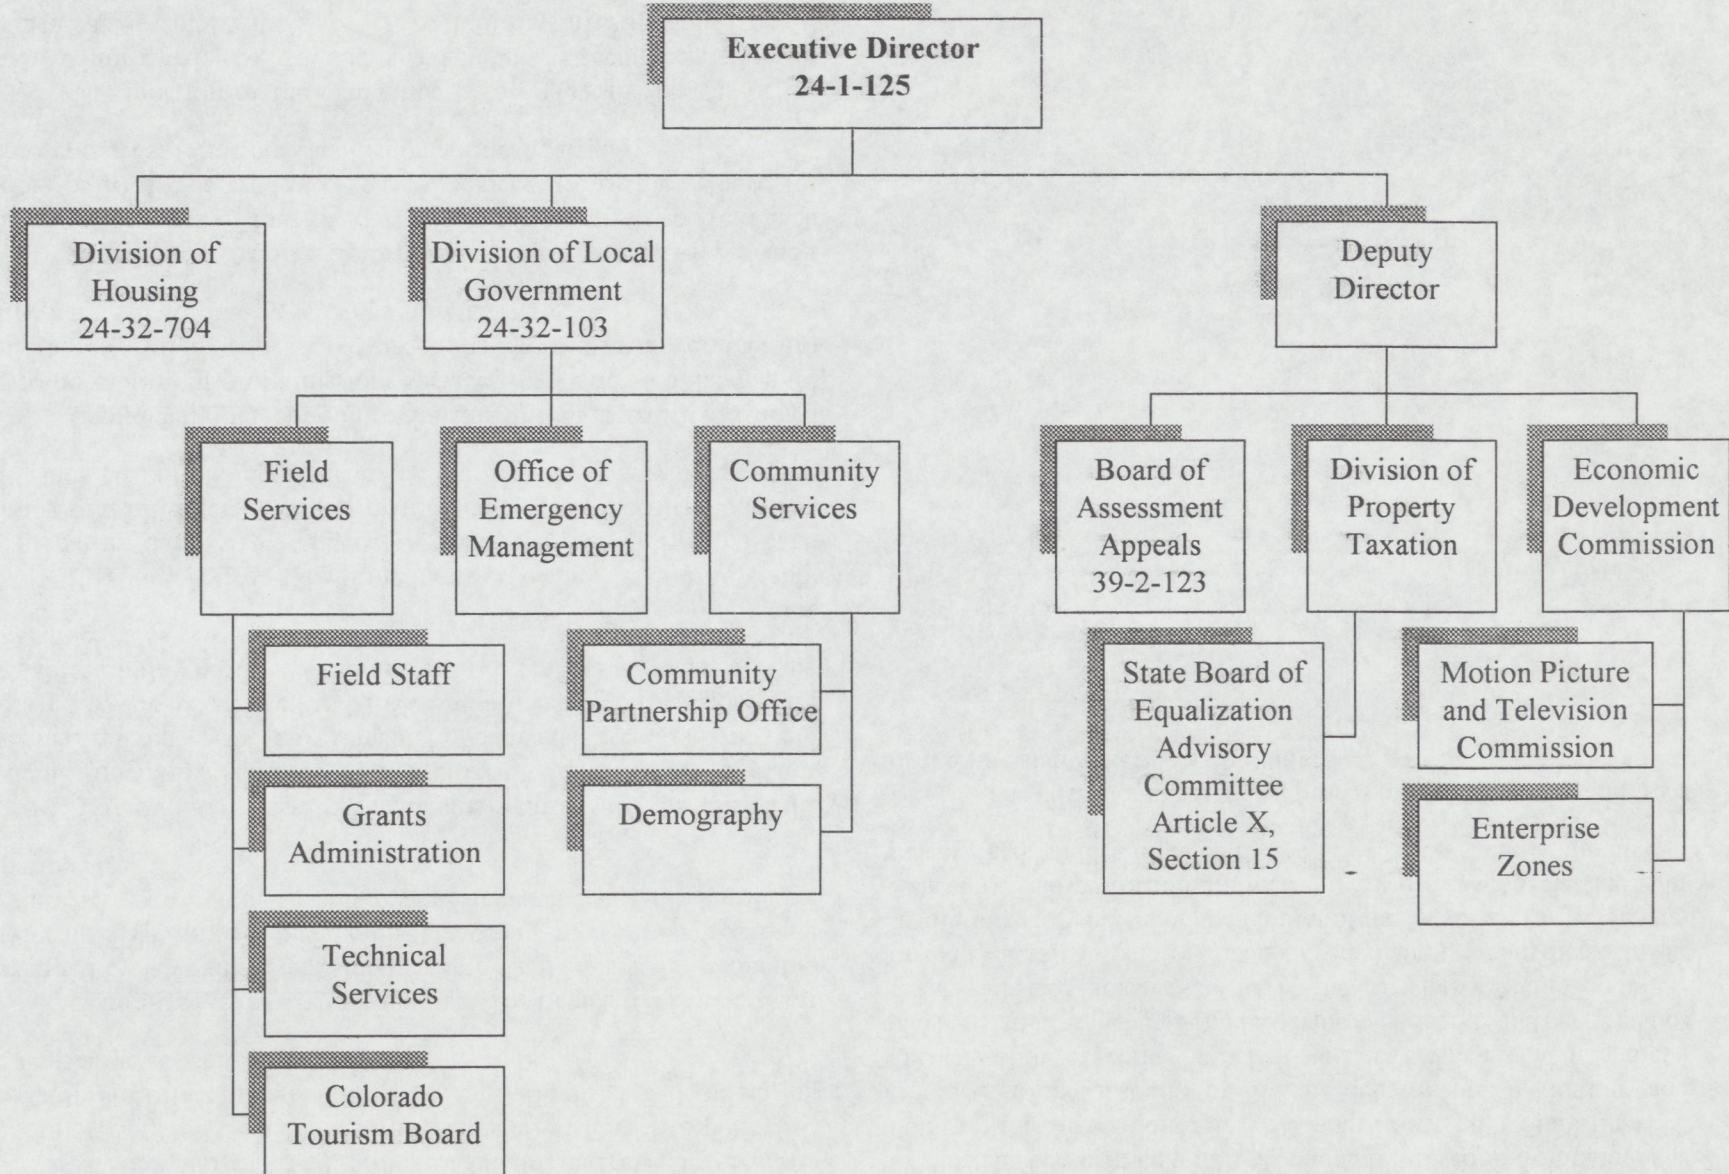 Executive Director
24-1-125
Division of
Housing
24-32-704
Division of Local
Government
24-32-103
Deputy
Director
Field
Services
Office of
Emergency
Management
Community
Services
Board of
Assessment
Appeals
39-2-123
Division of
Property
Taxation
Economic
Development
Commission
Field Staff
Grants
Administration
Technical
Services
Colorado
Tourism Board
Community
Partnership Office
Demography
State Board of
Equalization
Advisory
Committee
Article X,
Section 15
Motion Picture
and Television
Commission
Enterprise
Zones